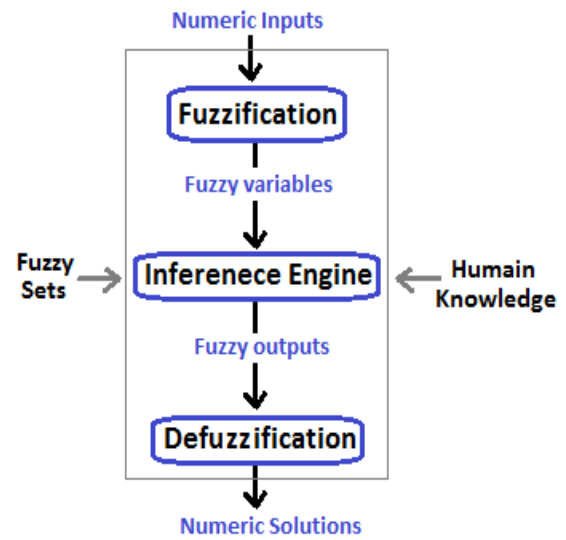 Numeric Inputs
Fuzzification
Fuzzy variables
Fuzzy
Sets
Inferenece Engine
Humain
Knowledge
Fuzzy outputs
Defuzzification
Numeric Solutions